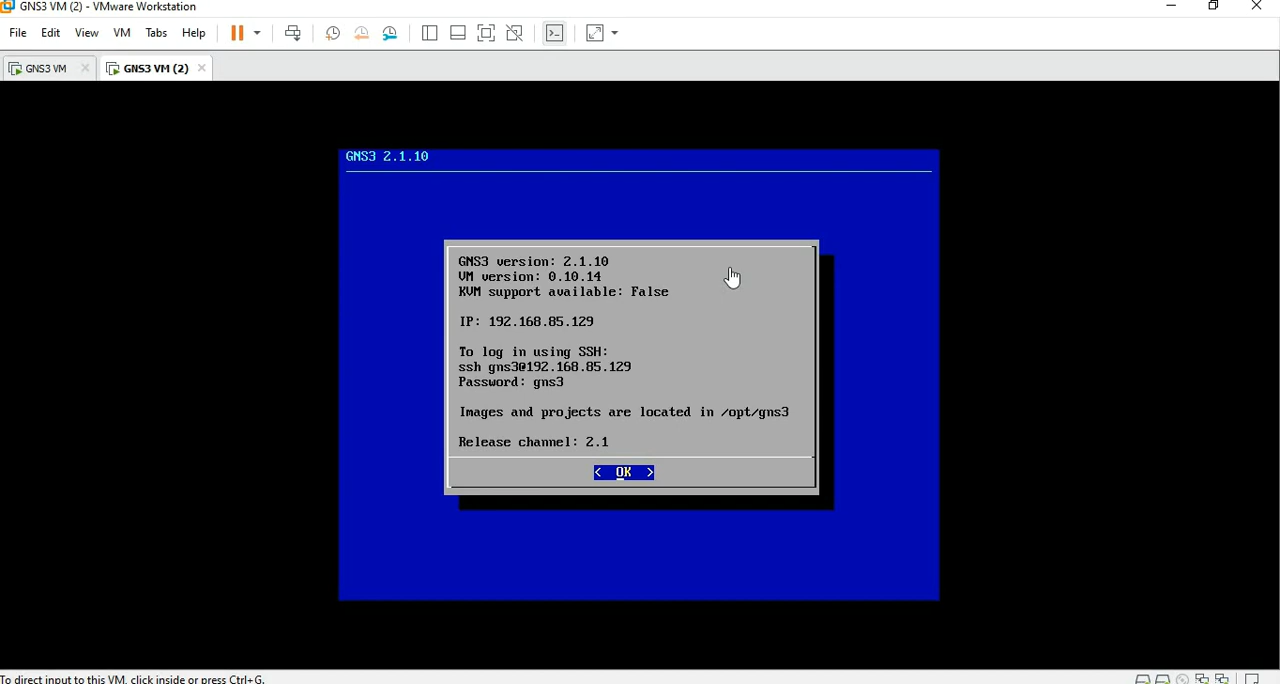 GNS3 VM (2) - VMware Workstation
File Edit View VM Tabs Help
GNS3 VM GNS3 VM (2)
GNS3 2.1.10
GNS3 version: 2.1.10
VM version: 0.10.14
KVM support available: False
IP: 192.168.85.129
To log in using SSH:
ssh gns3@192.168.85.129
Password: gns3
Images and projects are located in /opt/gns3
Release channel: 2.1
< OK >
To direct input to this VM, click inside or press Ctrl+G.